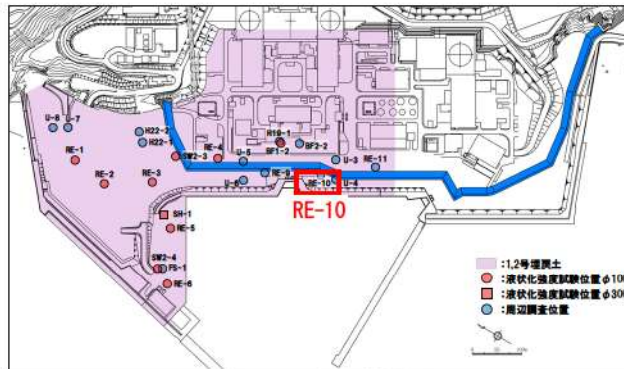 U-8
U-7
H22-2
H22-1
RE-1
SW2-3
RE-4
H19-1
BF1-2
BF2-2
U-5
U-3
RE-11
RE-2
RE-3
U-6
RE-9
RE-10
U-4
RE-10
SH-1
RE-5
SW2-4
FS-1
RE-6
:1,2号埋戻土
:液状化強度試験位置φ100
:液状化強度試験位置φ300
:周辺調査位置